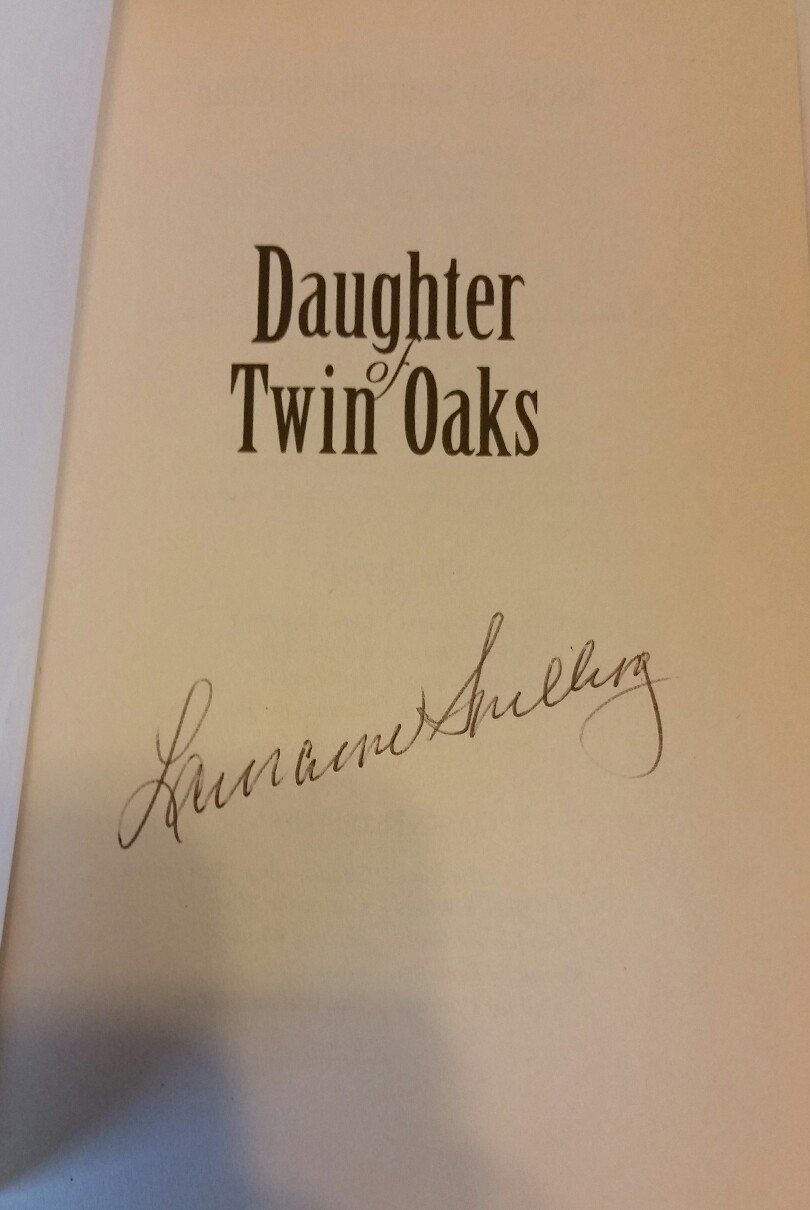 Daughter
of
Twin Oaks
Lauraine Snelling